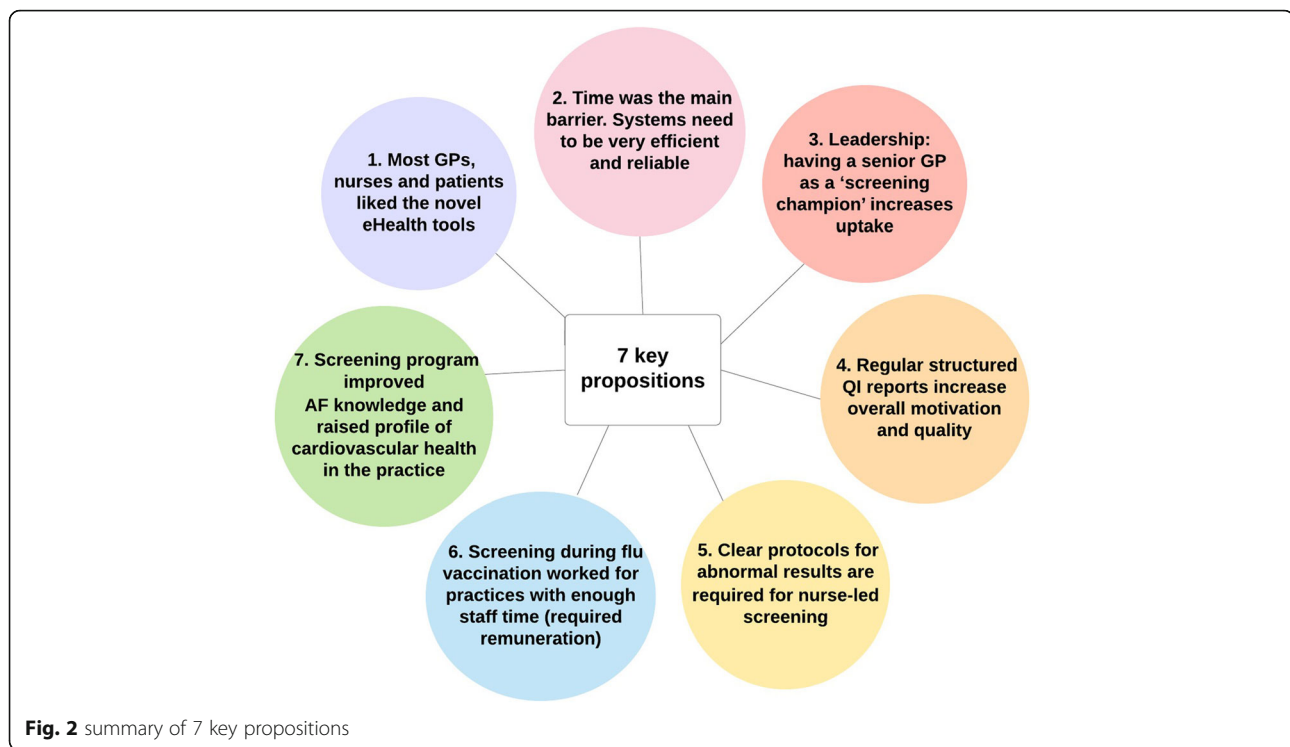 1. Most GPs,
nurses and patients
liked the novel
eHealth tools
2. Time was the main
barrier. Systems need
to be very efficient
and reliable
3. Leadership:
having a senior GP
as a ‘screening
champion’ increases
uptake
4. Regular structured
QI reports increase
overall motivation
and quality
5. Clear protocols for
abnormal results are
required for nurse-led
screening
6. Screening during flu
vaccination worked for
practices with enough
staff time (required
remuneration)
7. Screening program
improved
AF knowledge and
raised profile of
cardiovascular health
in the practice
7 key
propositions
Fig. 2 summary of 7 key propositions